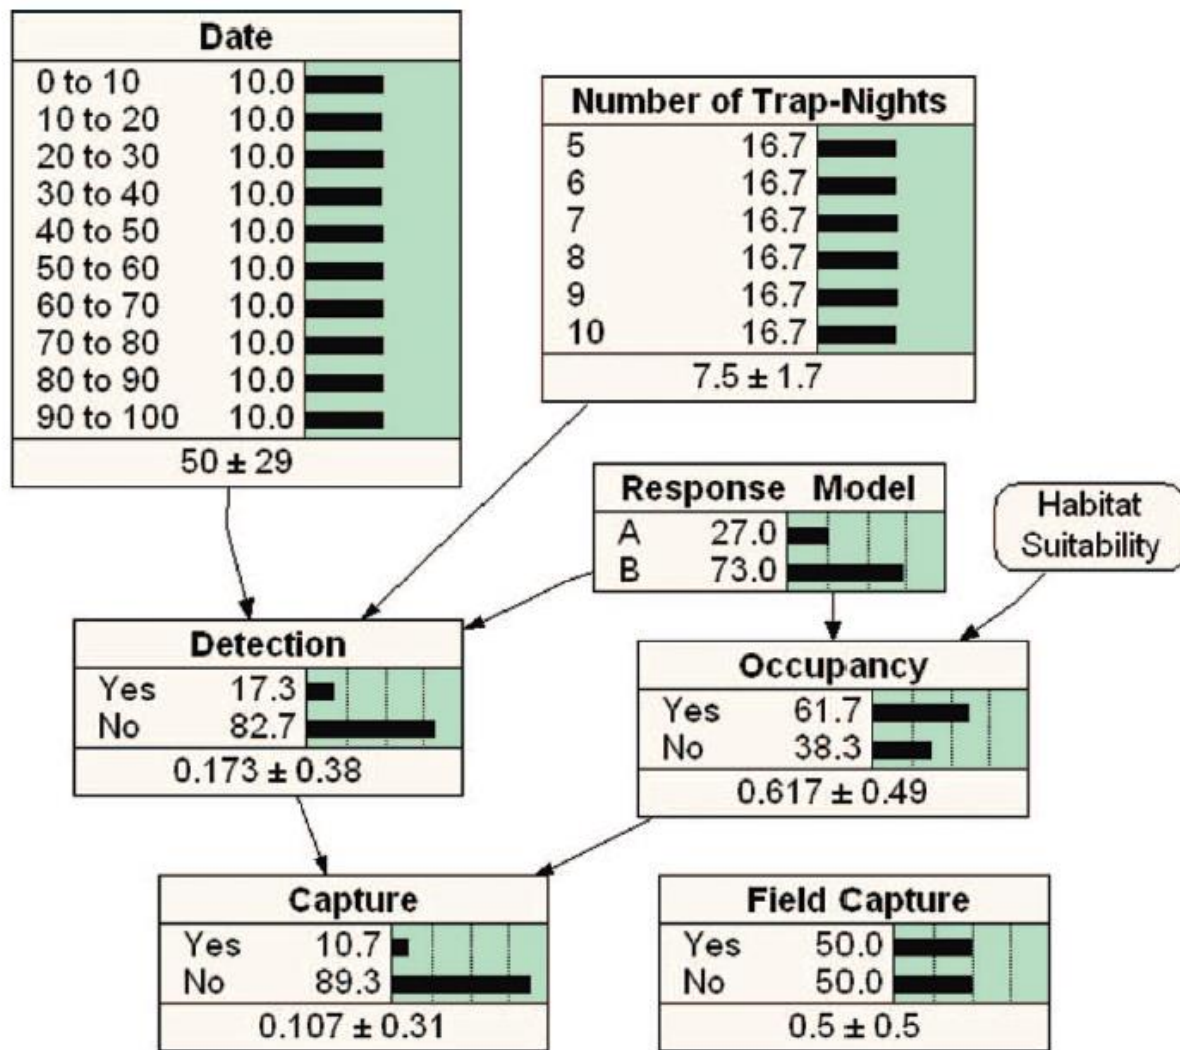 Date
0 to 10 10.0
10 to 20 10.0
20 to 30 10.0
30 to 40 10.0
40 to 50 10.0
50 to 60 10.0
60 to 70 10.0
70 to 80 10.0
80 to 90 10.0
90 to 100 10.0
50 ± 29
Number of Trap-Nights
5 16.7
6 16.7
7 16.7
8 16.7
9 16.7
10 16.7
7.5 ± 1.7
Response Model
A 27.0
B 73.0
Habitat
Suitability
Detection
Yes 17.3
No 82.7
0.173 ± 0.38
Occupancy
Yes 61.7
No 38.3
0.617 ± 0.49
Capture
Yes 10.7
No 89.3
0.107 ± 0.31
Field Capture
Yes 50.0
No 50.0
0.5 ± 0.5